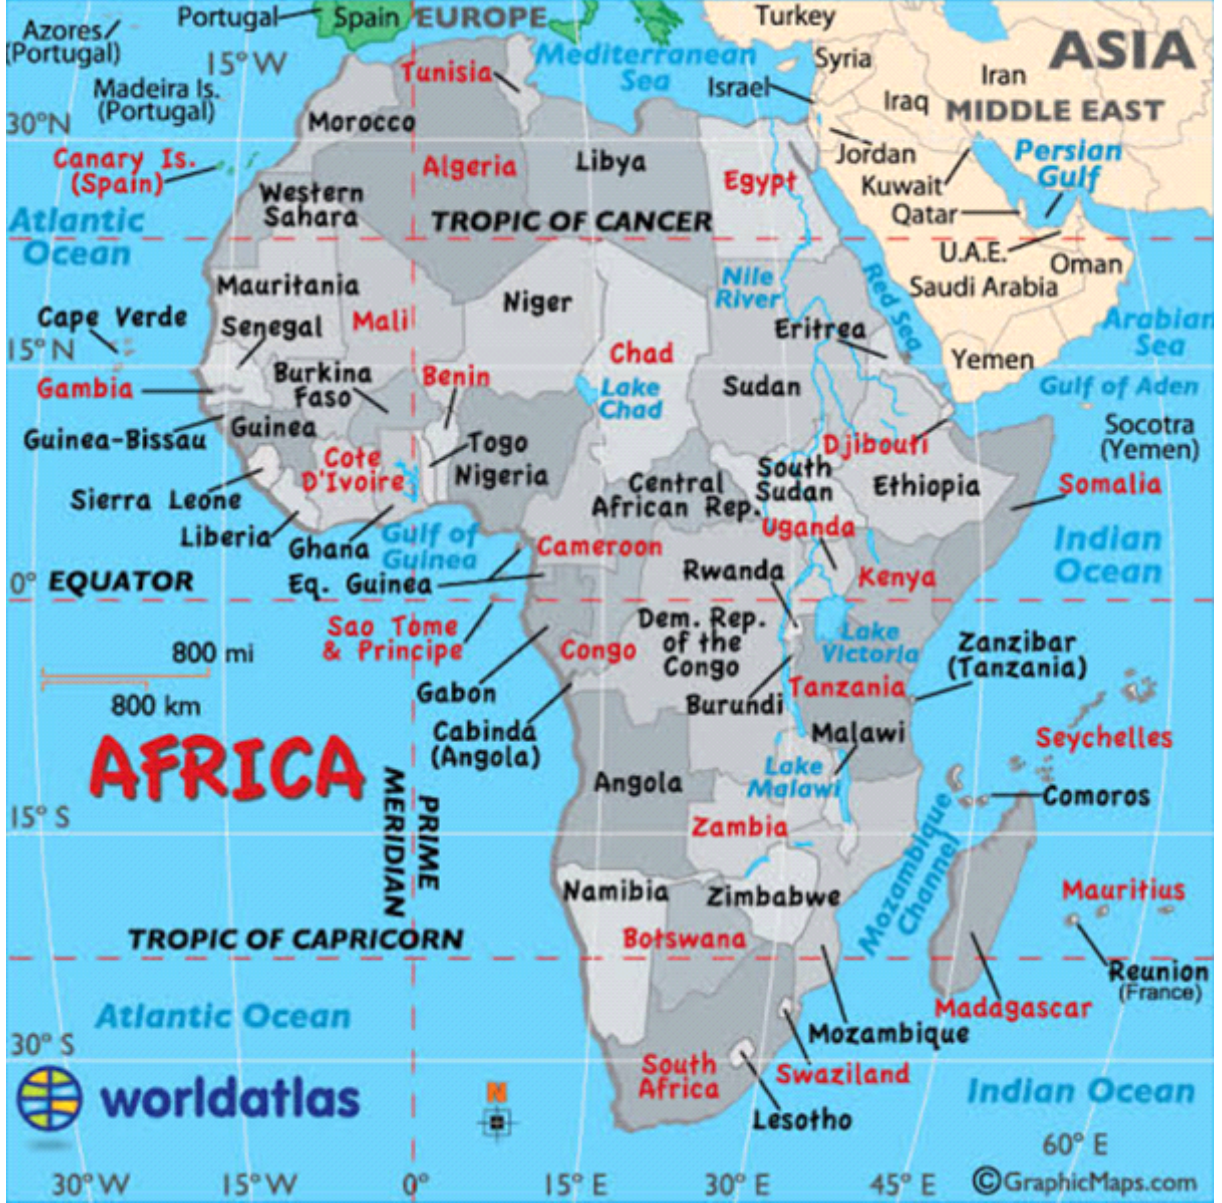 Azores
(Portugal)
Portugal
Spain
EUROPE
Turkey
ASIA
15° W
Tunisia
Mediterranean
Sea
Syria
Iran
Madeira Is.
(Portugal)
Israel
Iraq
MIDDLE EAST
30°N
Morocco
Canary Is.
(Spain)
Algeria
Libya
Egypt
Jordan
Kuwait
Persian
Gulf
Qatar
Western
Sahara
Atlantic
Ocean
TROPIC OF CANCER
U.A.E.
Oman
Nile
River
Red Sea
Saudi Arabia
Mauritania
Niger
Cape Verde
Senegal
Mali
Eritrea
Arabian
Sea
15° N
Chad
Yemen
Gambia
Burkina
Faso
Benin
Lake
Chad
Sudan
Gulf of Aden
Guinea-Bissau
Guinea
Togo
Djibouti
Socotra
(Yemen)
Cote
D'Ivoire
Nigeria
Central
African Rep.
South
Sudan
Ethiopia
Somalia
Sierra Leone
Liberia
Ghana
Gulf of
Guinea
Cameroon
Uganda
Indian
Ocean
0° EQUATOR
Eq. Guinea
Rwanda
Kenya
Sao Tome
& Principe
Congo
Dem. Rep.
of the
Congo
Lake
Victoria
Zanzibar
(Tanzania)
800 mi
800 km
Gabon
Burundi
Tanzania
Cabinda
(Angola)
Malawi
Seychelles
AFRICA
PRIME
MERIDIAN
Angola
Lake
Malawi
Comoros
15° S
Zambia
Mozambique
Channel
Namibia
Zimbabwe
Mauritius
TROPIC OF CAPRICORN
Botswana
Reunion
(France)
Madagascar
Atlantic Ocean
Mozambique
30° S
South
Africa
Swaziland
worldatlas
N
Lesotho
Indian Ocean
60° E
30° W
15° W
0°
15° E
30° E
45° E
©GraphicMaps.com